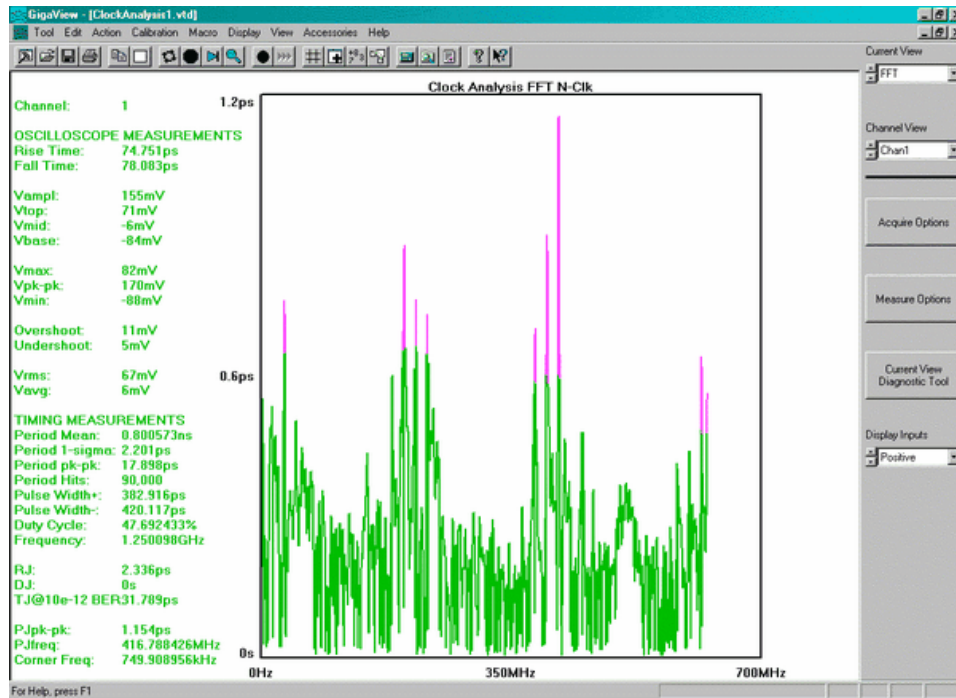 GigaView - [ClockAnalysis1.vtd]
Tool Edit Action Calibration Macro Display View Accessories Help
Current View
FFT
Channel View
Chan1
Acquire Options
Measure Options
Current View
Diagnostic Tool
Display Inputs
Positive
Clock Analysis FFT N-Clk
Channel: 1
OSCILLOSCOPE MEASUREMENTS
Rise Time: 74.751ps
Fall Time: 78.083ps
Vampl: 155mV
Vtop: 71mV
Vmid: -6mV
Vbase: -84mV
Vmax: 82mV
Vpk-pk: 170mV
Vmin: -88mV
Overshoot: 11mV
Undershoot: 5mV
Vrms: 67mV
Vavg: 6mV
TIMING MEASUREMENTS
Period Mean: 0.800573ns
Period 1-sigma: 2.201ps
Period pk-pk: 17.898ps
Period Hits: 90,000
Pulse Width+: 382.916ps
Pulse Width-: 420.117ps
Duty Cycle: 47.692433%
Frequency: 1.250098GHz
RJ: 2.336ps
DJ: 0s
TJ@10e-12 BER31.789ps
PJpk-pk: 1.154ps
PJfreq: 416.788426MHz
Corner Freq: 749.908956kHz
1.2ps
0.6ps
0s
0Hz 350MHz 700MHz
For Help, press F1